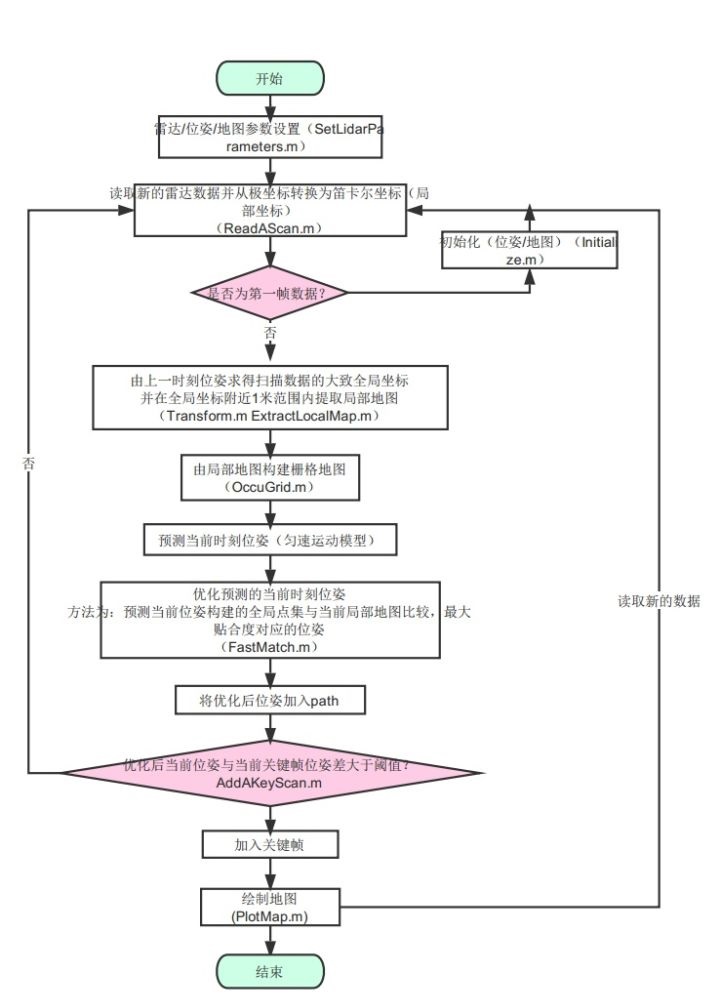 开始
雷达/位姿/地图参数设置（SetLidarPa
rameters.m）
读取新的雷达数据并从极坐标转换为笛卡尔坐标（局
部坐标）
（ReadAScan.m）
初始化（位姿/地图）（Initiali
ze.m）
是否为第一帧数据？
否
由上一时刻位姿求得扫描数据的大致全局坐标
并在全局坐标附近1米范围内提取局部地图
（Transform.m ExtractLocalMap.m）
否
由局部地图构建栅格地图
（OccuGrid.m）
预测当前时刻位姿（匀速运动模型）
优化预测的当前时刻位姿
方法为：预测当前位姿构建的全局点集与当前局部地图比较，最大
贴合度对应的位姿
（FastMatch.m）
读取新的数据
将优化后位姿加入path
优化后当前位姿与当前关键帧位姿差大于阈值？
AddAKeyScan.m
加入关键帧
绘制地图
(PlotMap.m)
结束